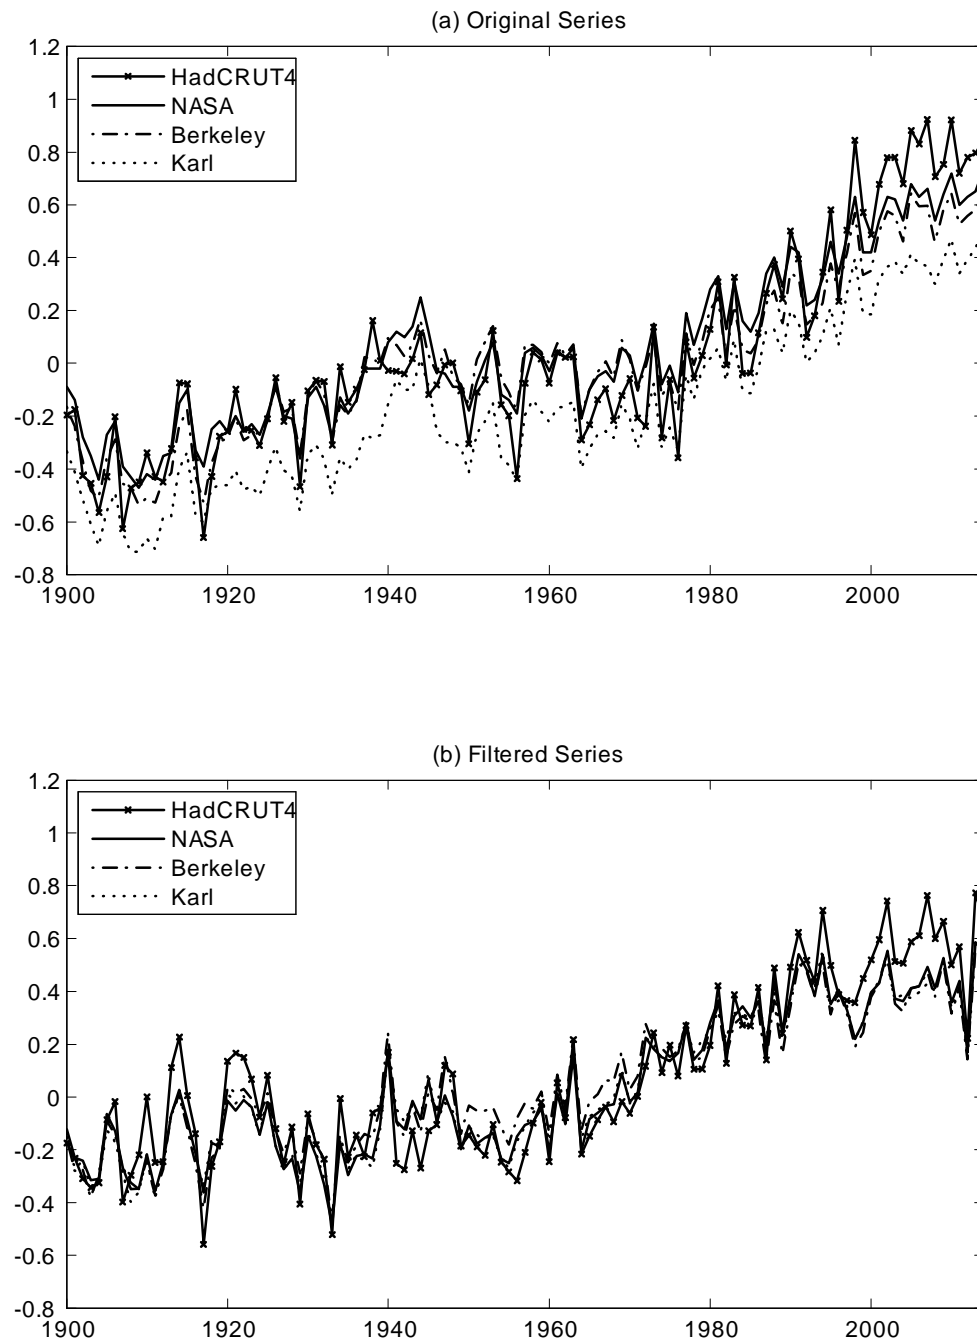 (a) Original Series
1.2
1
0.8
0.6
0.4
0.2
0
-0.2
-0.4
-0.6
-0.8
HadCRUT4
NASA
Berkeley
Karl
1900 1920 1940 1960 1980 2000
(b) Filtered Series
1.2
1
0.8
0.6
0.4
0.2
0
-0.2
-0.4
-0.6
-0.8
HadCRUT4
NASA
Berkeley
Karl
1900 1920 1940 1960 1980 2000